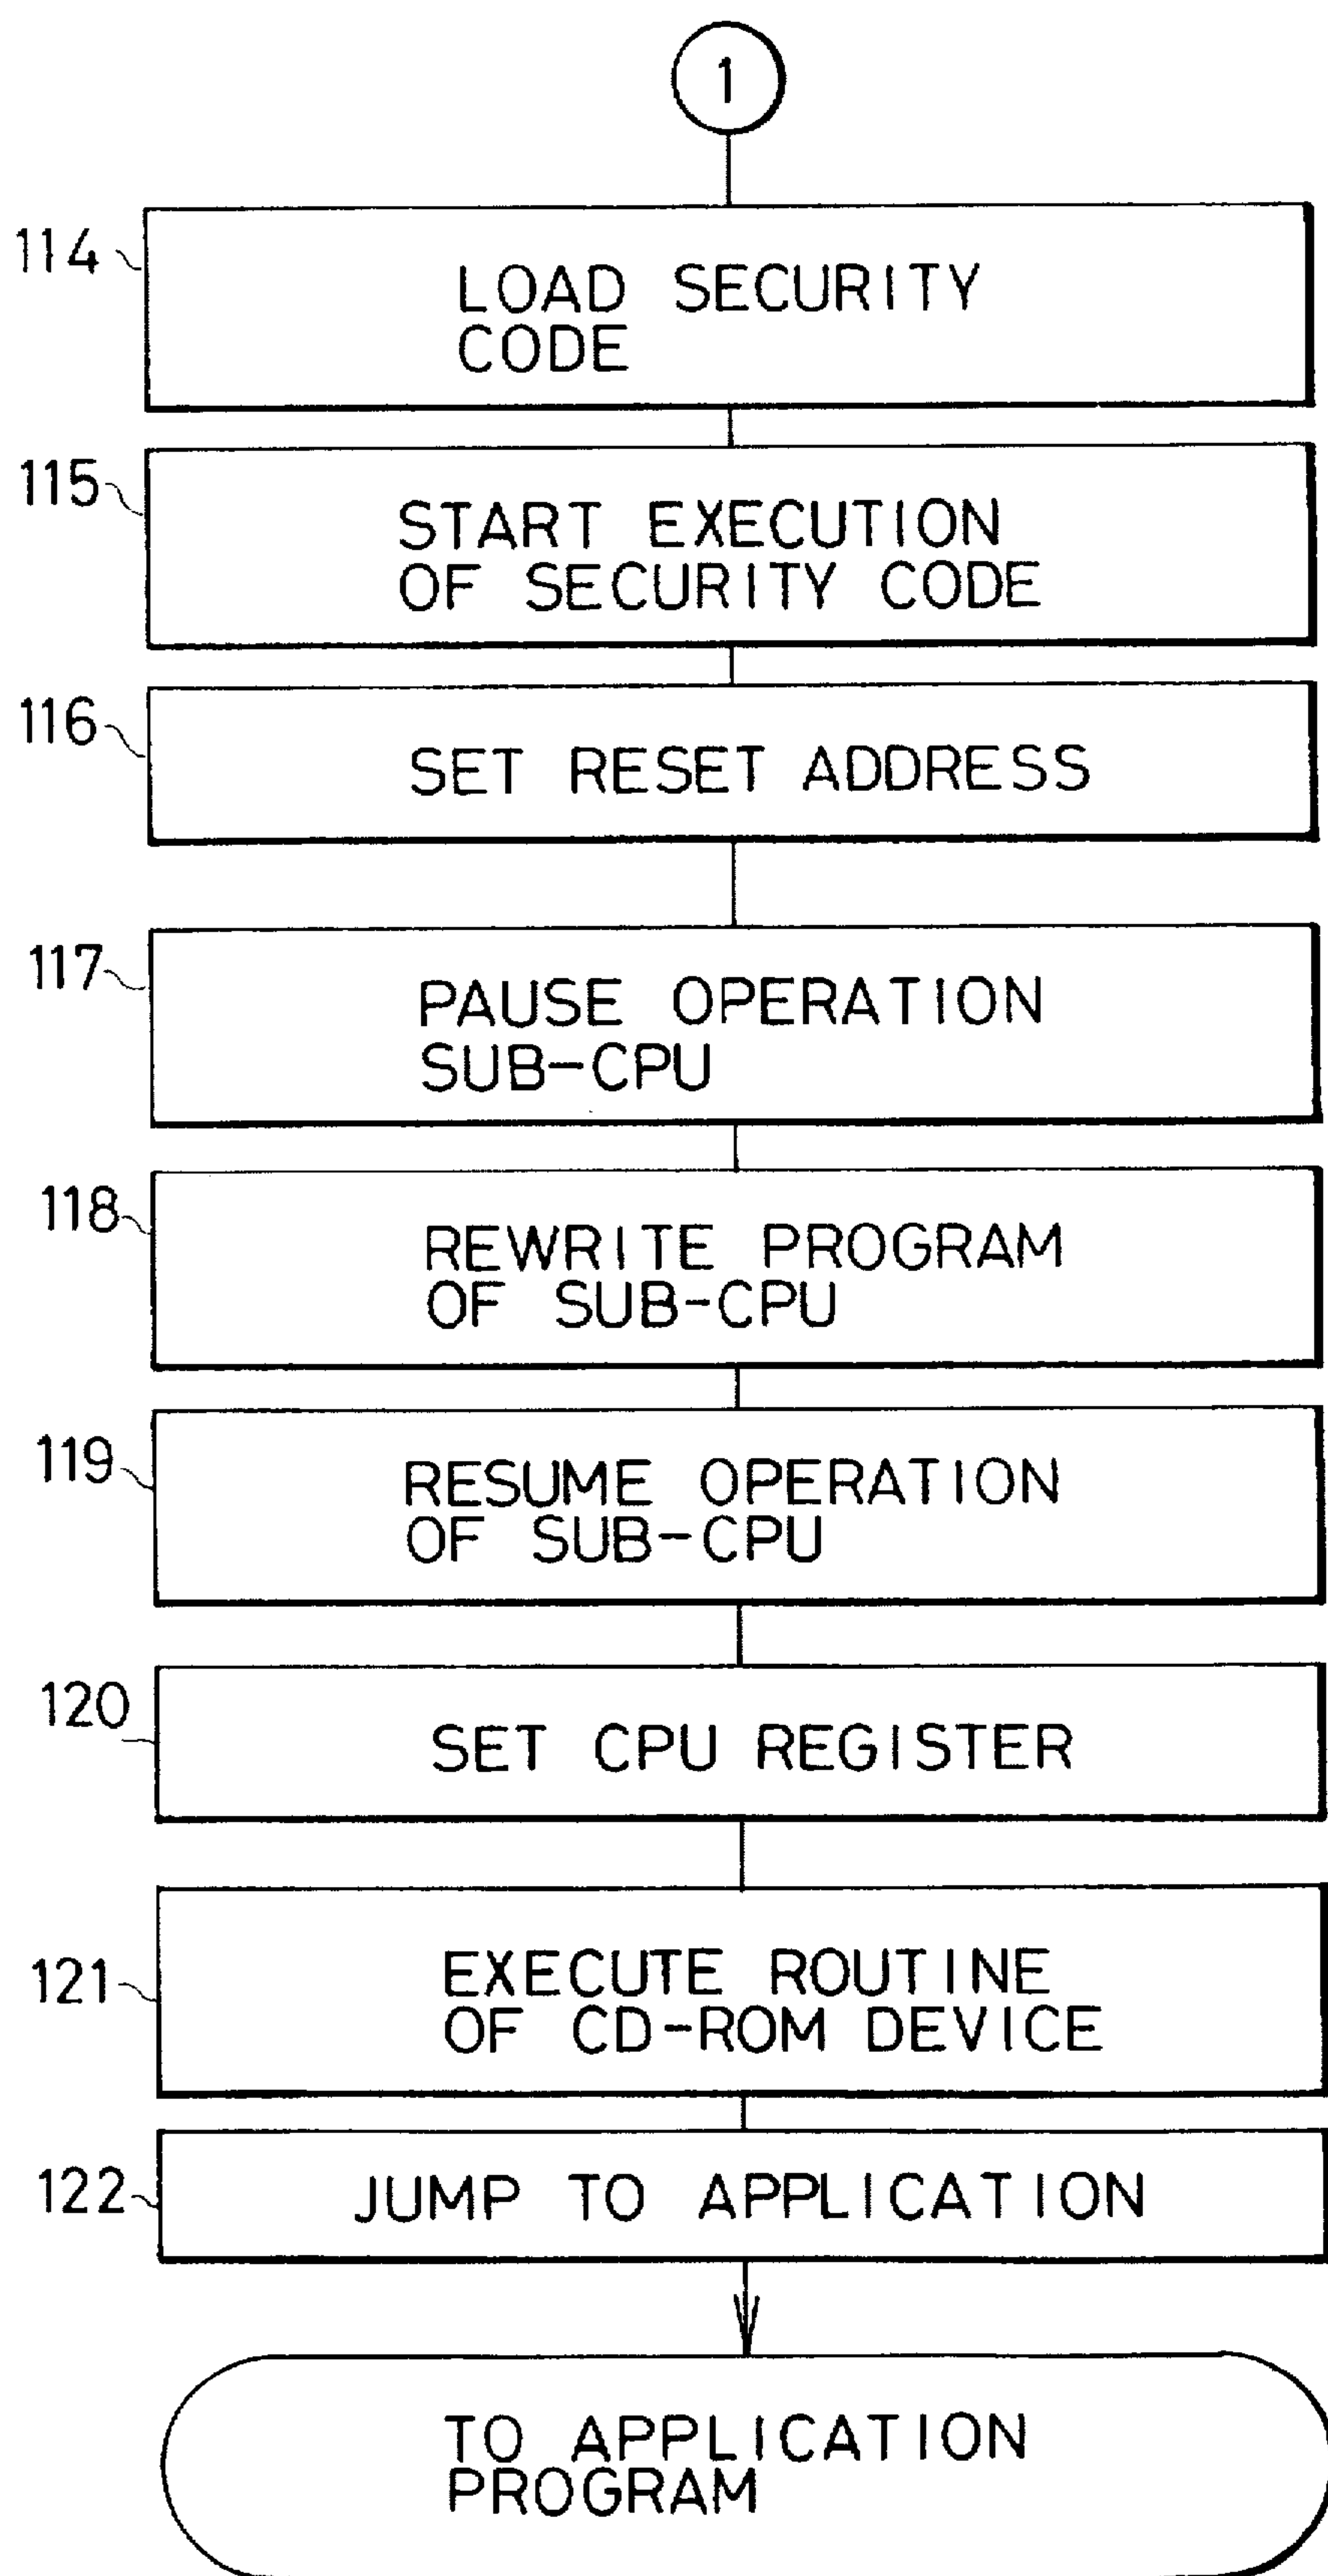 1
114
LOAD SECURITY
CODE
115
START EXECUTION
OF SECURITY CODE
116
SET RESET ADDRESS
117
PAUSE OPERATION
SUB-CPU
118
REWRITE PROGRAM
OF SUB-CPU
119
RESUME OPERATION
OF SUB-CPU
120
SET CPU REGISTER
121
EXECUTE ROUTINE
OF CD-ROM DEVICE
122
JUMP TO APPLICATION
TO APPLICATION
PROGRAM